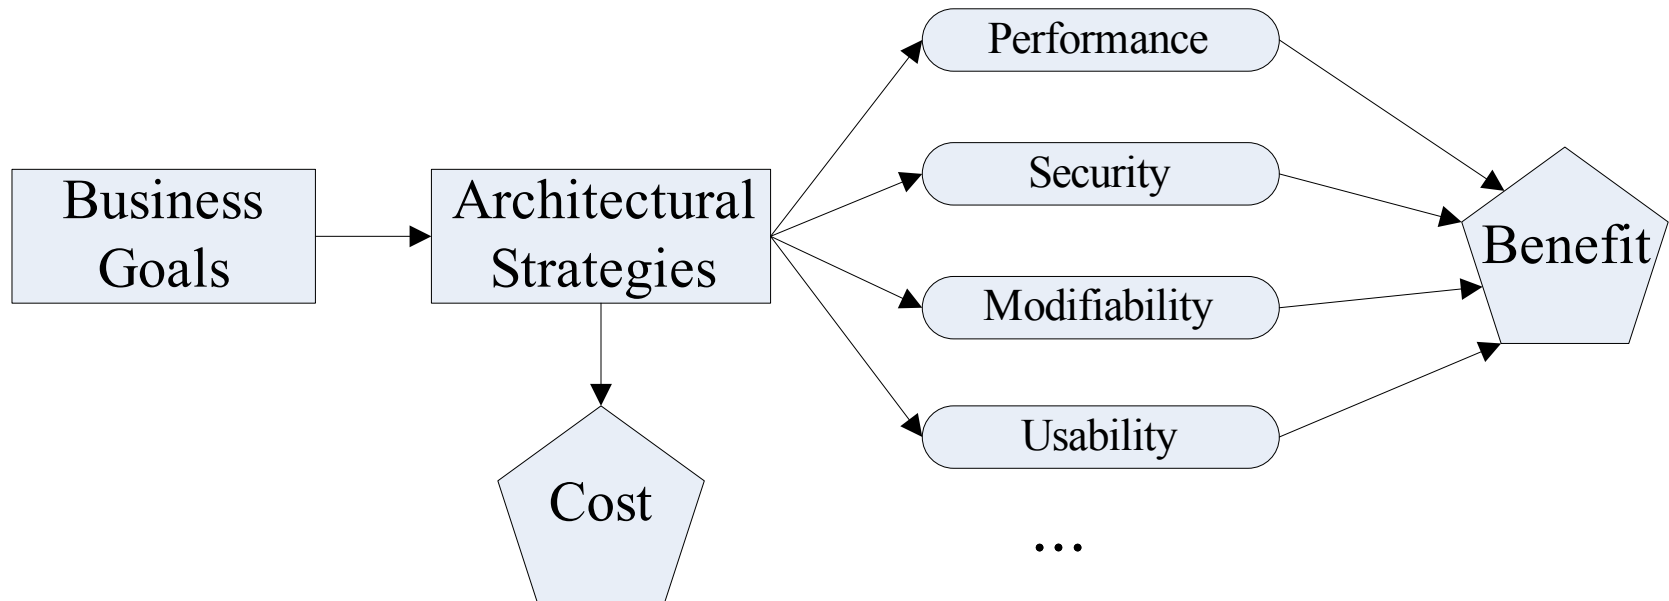 Business
Goals
Architectural
Strategies
Performance
Security
Modifiability
Usability
...
Benefit
Cost